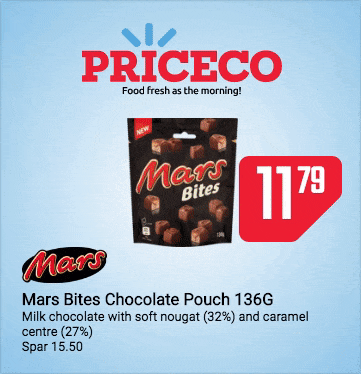 PRICECO
Food fresh as the morning!
NEW
Mars
Bites
11 79
Mars
Mars Bites Chocolate Pouch 136G
Milk chocolate with soft nougat (32%) and caramel
centre (27%)
Spar 15.50